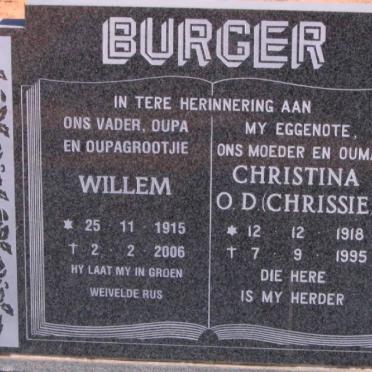 BURGER
IN TERE HERINNERING AAN
ONS VADER, OUPA
EN OUPAGROOTJIE
WILLEM
* 25 11 1915
† 2 2 2006
HY LAAT MY IN GROEN
WEIVELDE RUS
MY EGGENOTE,
ONS MOEDER EN OUMA
CHRISTINA
O D (CHRISSIE
* 12 12 1918
† 7 9 1995
DIE HERE
IS MY HERDER